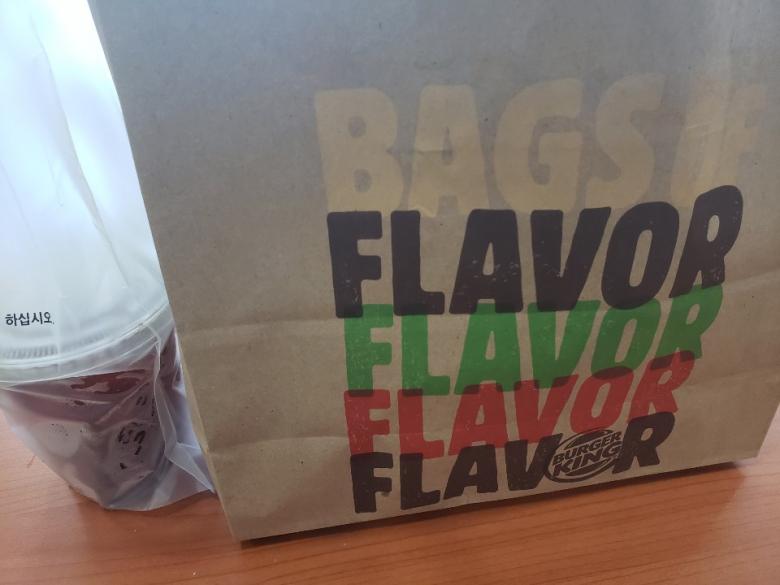 하십시오.
BAGS OF
FLAVOR
FLAVOR
FLAVOR
FLAVOR
BURGER
KING